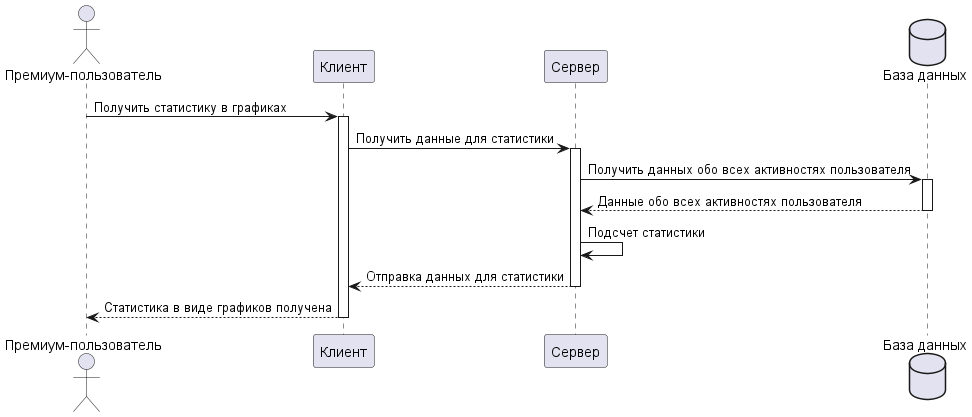 Премиум-пользователь
Клиент
Сервер
База данных
Получить статистику в графиках
Получить данные для статистики
Получить данных обо всех активностях пользователя
Данные обо всех активностях пользователя
Подсчет статистики
Отправка данных для статистики
Статистика в виде графиков получена
Премиум-пользователь
Клиент
Сервер
База данных